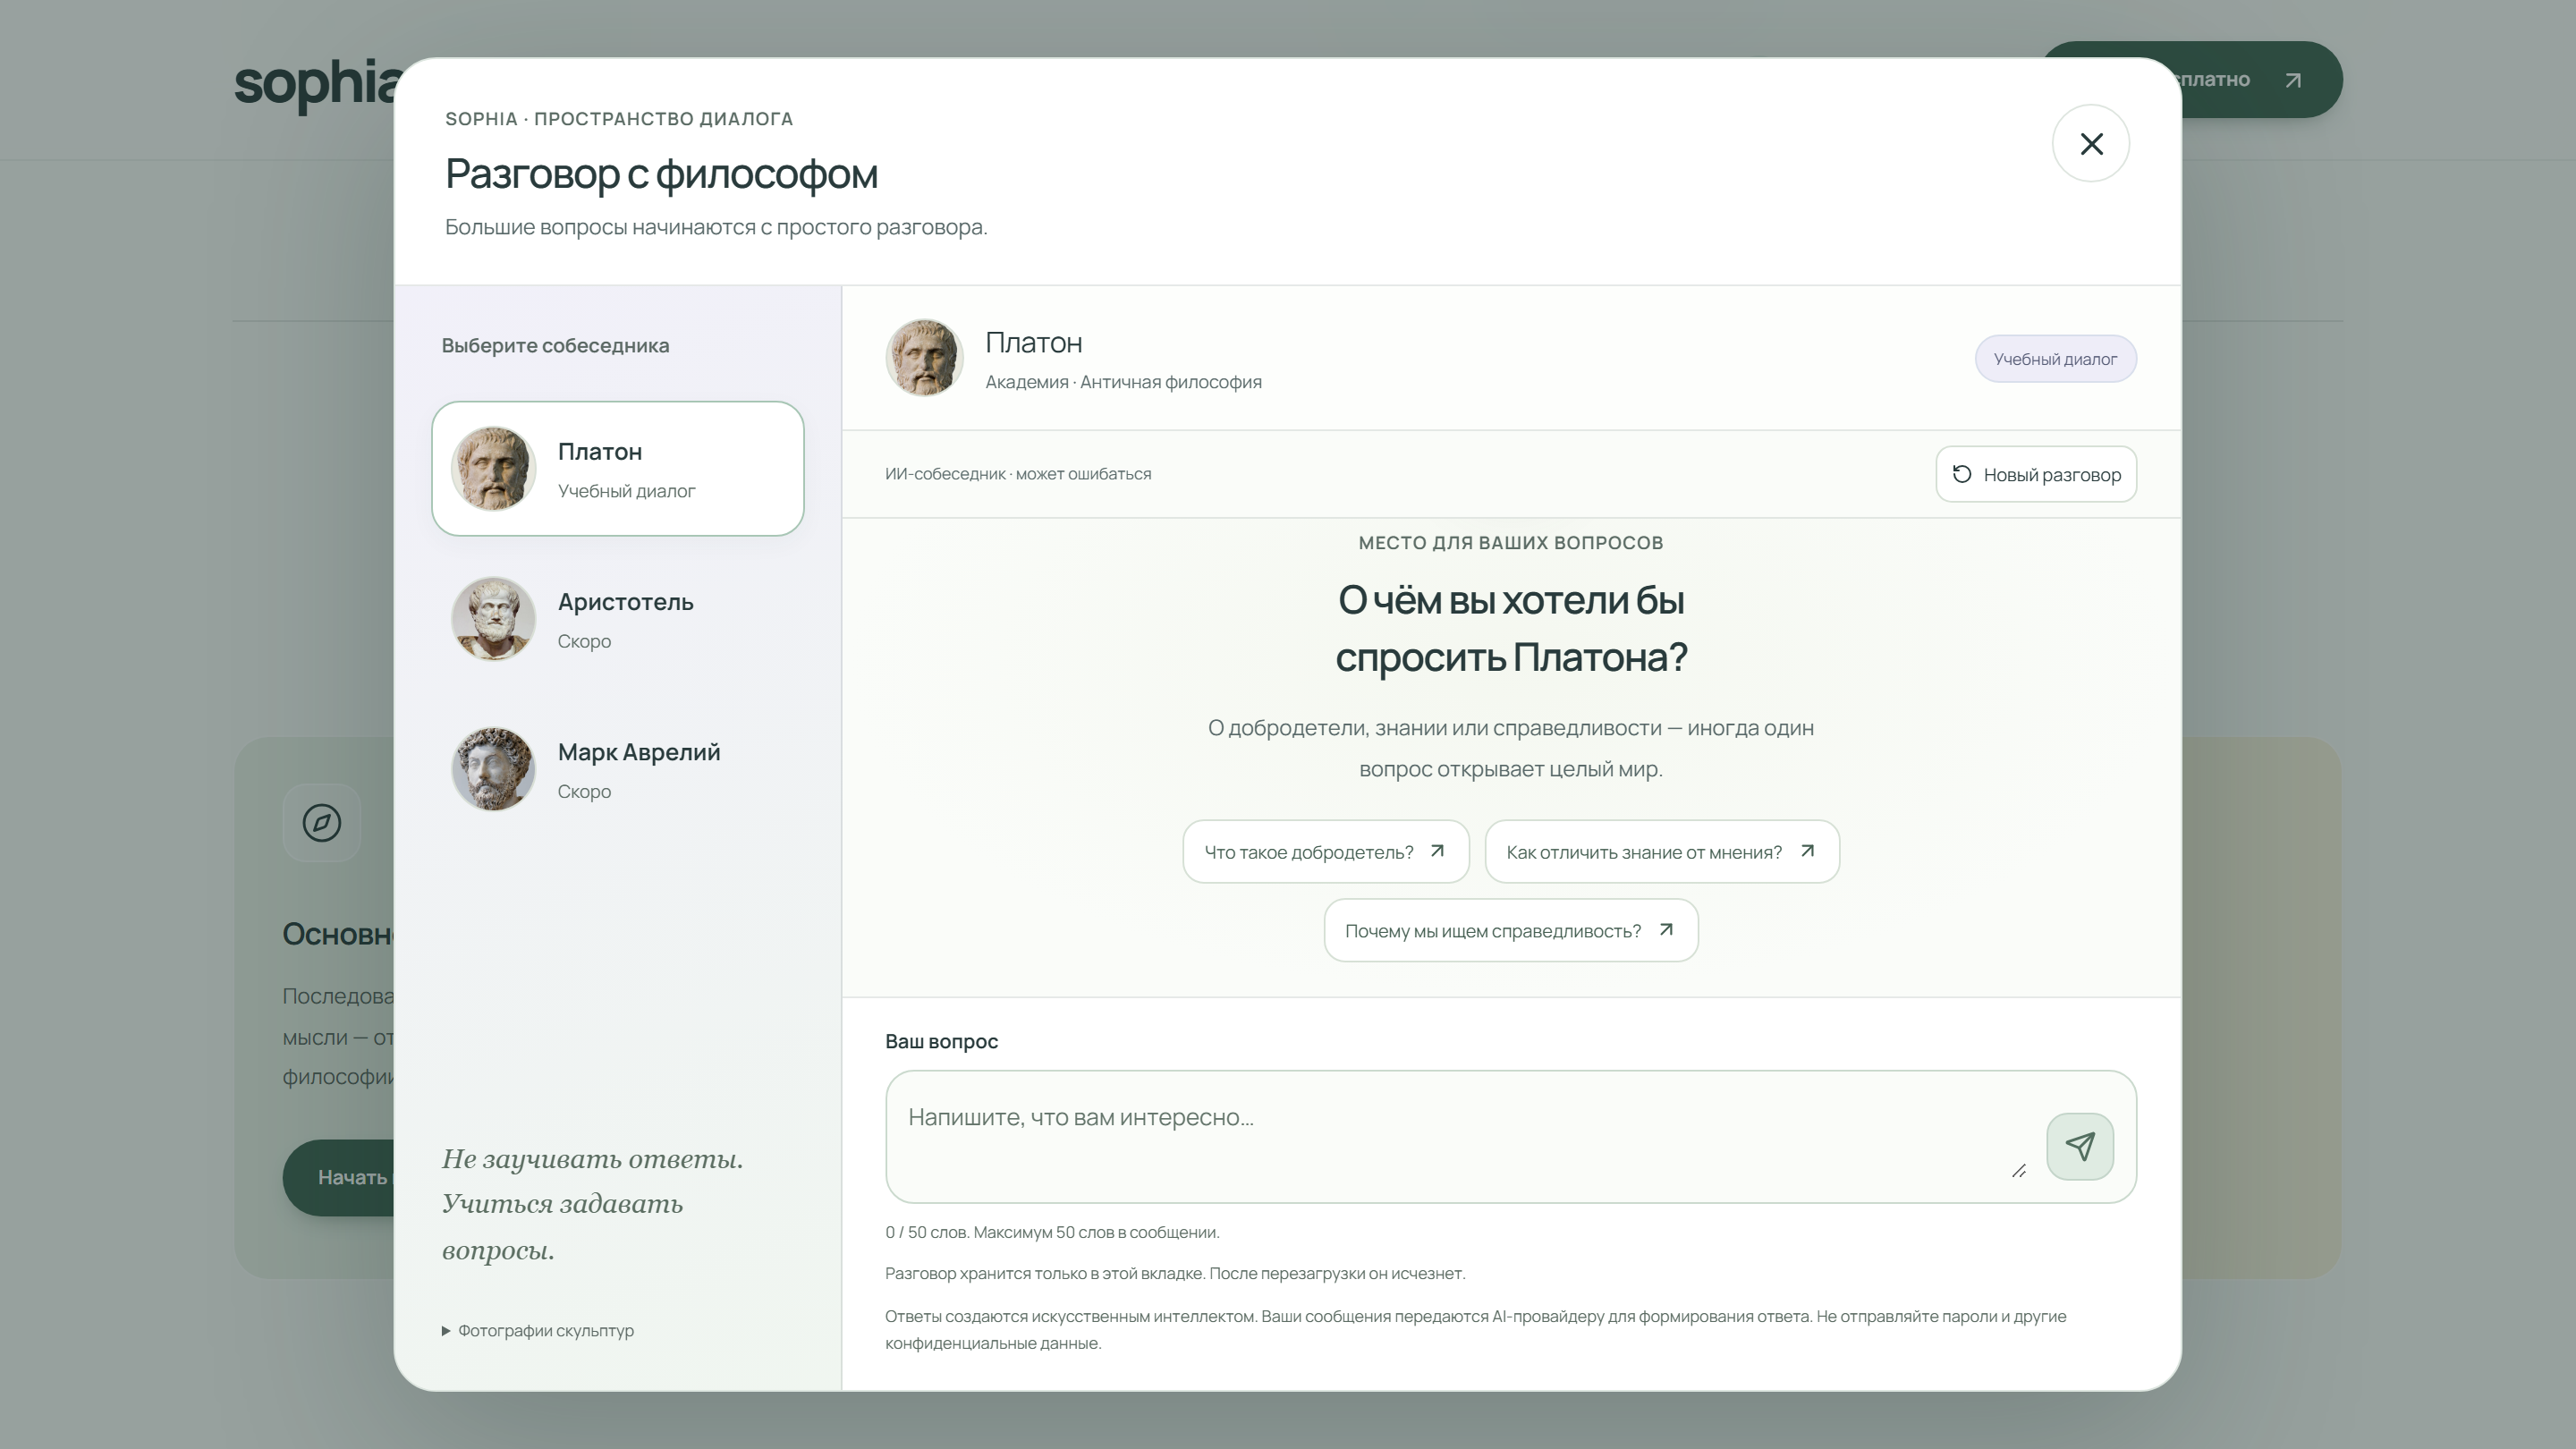 sophia
сплатно
SOPHIA · ПРОСТРАНСТВО ДИАЛОГА
Разговор с философом
Большие вопросы начинаются с простого разговора.
Выберите собеседника
Платон
Учебный диалог
Аристотель
Скоро
Марк Аврелий
Скоро
Не заучивать ответы.
Учиться задавать
вопросы.
Фотографии скульптур
Платон
Академия · Античная философия
Учебный диалог
ИИ-собеседник · может ошибаться
Новый разговор
МЕСТО ДЛЯ ВАШИХ ВОПРОСОВ
О чём вы хотели бы
спросить Платона?
О добродетели, знании или справедливости — иногда один
вопрос открывает целый мир.
Что такое добродетель?
Как отличить знание от мнения?
Почему мы ищем справедливость?
Ваш вопрос
Напишите, что вам интересно...
0 / 50 слов. Максимум 50 слов в сообщении.
Разговор хранится только в этой вкладке. После перезагрузки он исчезнет.
Ответы создаются искусственным интеллектом. Ваши сообщения передаются AI-провайдеру для формирования ответа. Не отправляйте пароли и другие
конфиденциальные данные.
Основн
Последова
мысли — от
философии
Начать